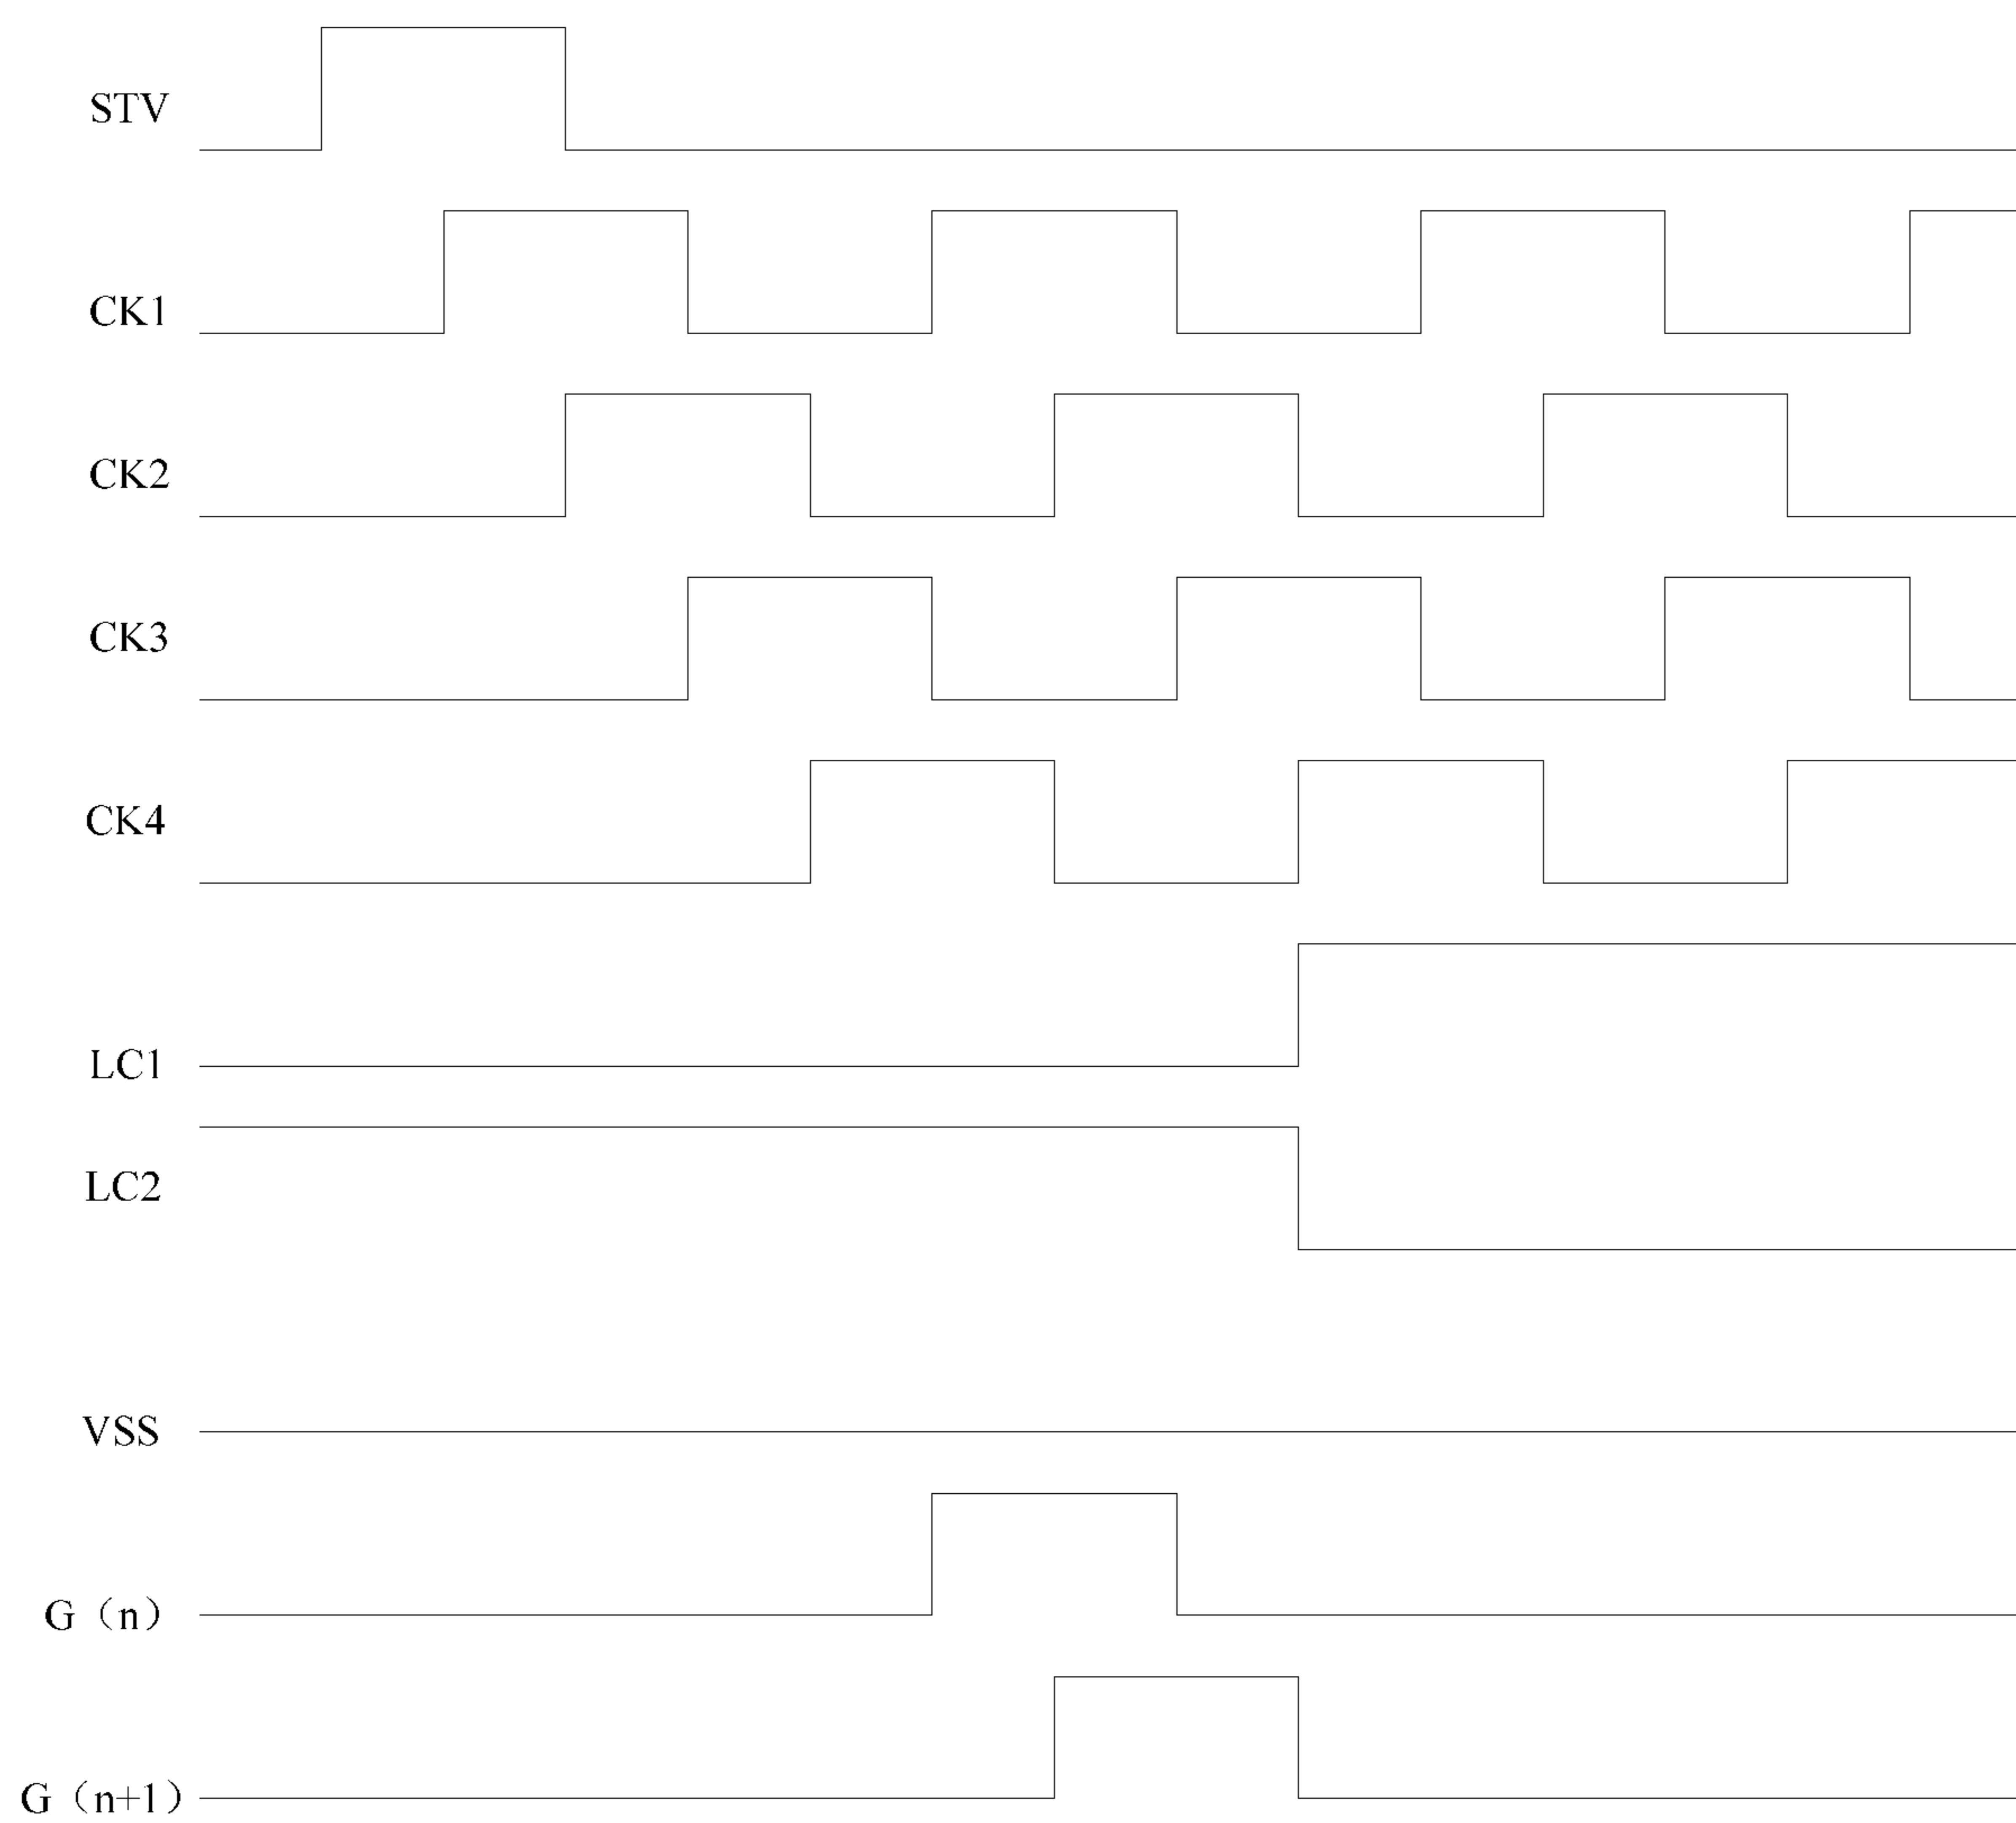 STV
CK1
CK2
CK3
CK4
LC1
LC2
VSS
G（n）
G（n+1）